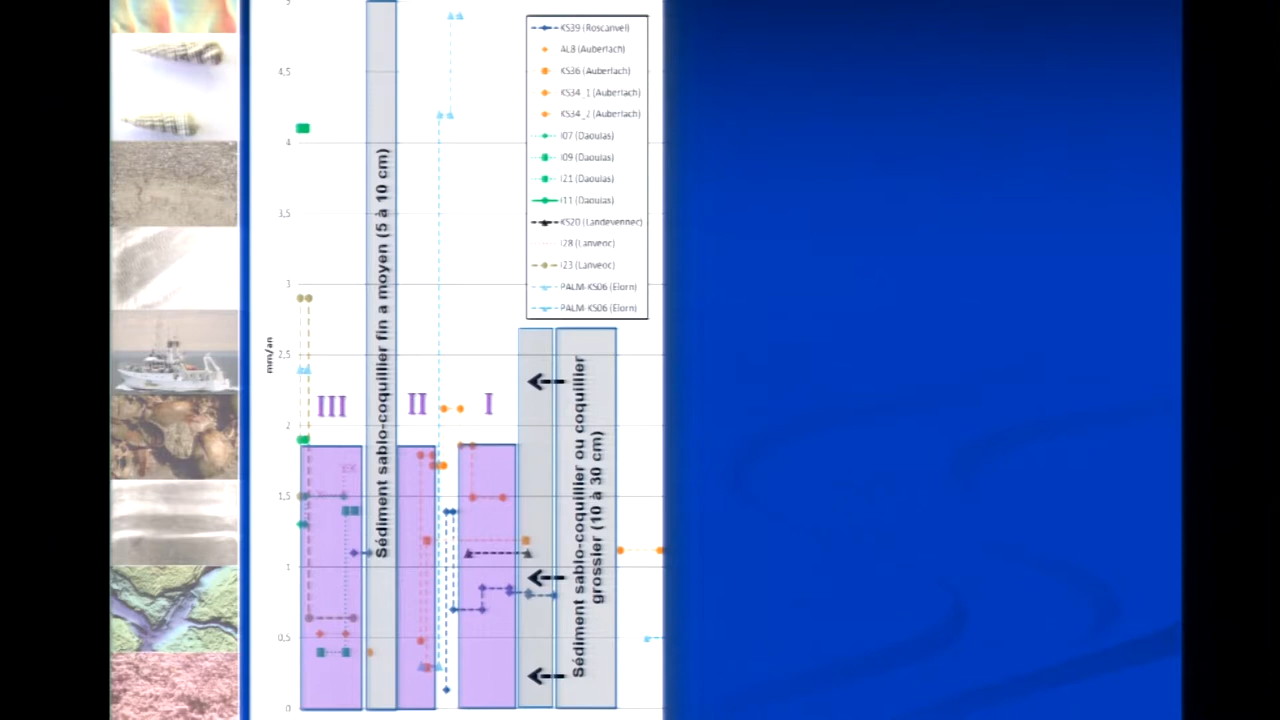 5
4,5
4
3,5
3
2,5
2
1,5
1
0,5
0
mm/an
III
II
I
Sédiment sablo-coquillier fin a moyen (5 à 10 cm)
Sédiment sablo-coquillier ou coquillier
grossier (10 à 30 cm)
KS39 (Roscanvel)
AL8 (Auberlach)
KS36 (Auberlach)
KS34_1 (Auberlach)
KS34_2 (Auberlach)
I07 (Daoulas)
I09 (Daoulas)
I21 (Daoulas)
I11 (Daoulas)
KS20 (Landevennec)
I28 (Lanveoc)
I23 (Lanveoc)
PALM-KS06 (Elorn)
PALM-KS06 (Elorn)